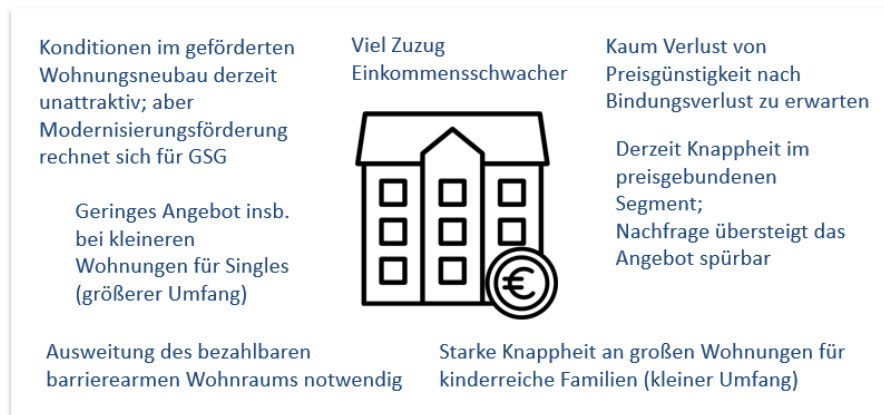 Konditionen im geförderten
Wohnungsneubau derzeit
unattraktiv; aber
Modernisierungsförderung
rechnet sich für GSG
Viel Zuzug
Einkommensschwacher
Kaum Verlust von
Preisgünstigkeit nach
Bindungsverlust zu erwarten
Derzeit Knappheit im
preisgebundenen
Segment;
Nachfrage übersteigt das
Angebot spürbar
Geringes Angebot insb.
bei kleineren
Wohnungen für Singles
(größerer Umfang)
€
Ausweitung des bezahlbaren
barrierearmen Wohnraums notwendig
Starke Knappheit an großen Wohnungen für
kinderreiche Familien (kleiner Umfang)